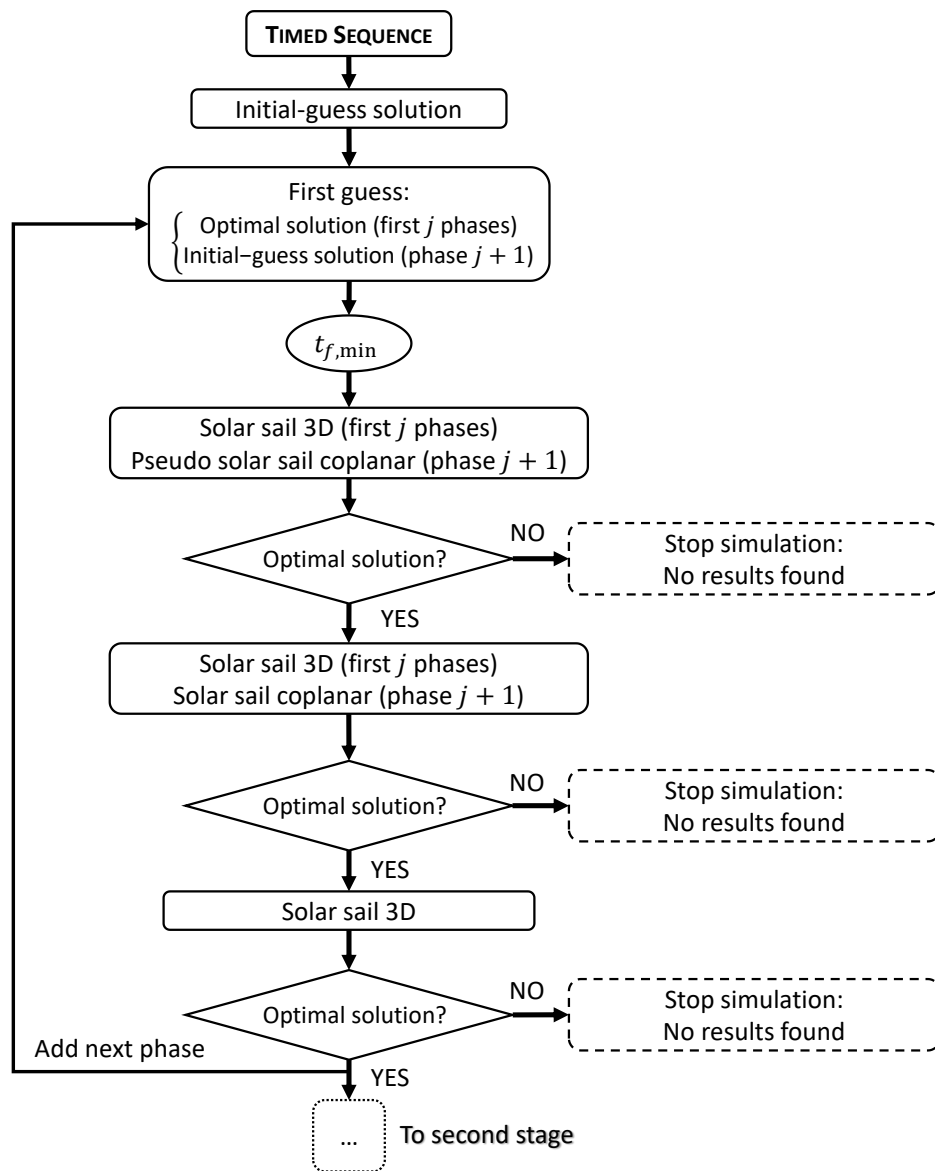 TIMED SEQUENCE
Initial-guess solution
First guess:
Optimal solution (first j phases)
Initial−guess solution (phase j + 1)
t_{f,min}
Solar sail 3D (first j phases)
Pseudo solar sail coplanar (phase j + 1)
Optimal solution?
NO
Stop simulation:
No results found
YES
Solar sail 3D (first j phases)
Solar sail coplanar (phase j + 1)
Optimal solution?
NO
Stop simulation:
No results found
YES
Solar sail 3D
Optimal solution?
NO
Stop simulation:
No results found
Add next phase
YES
...
To second stage